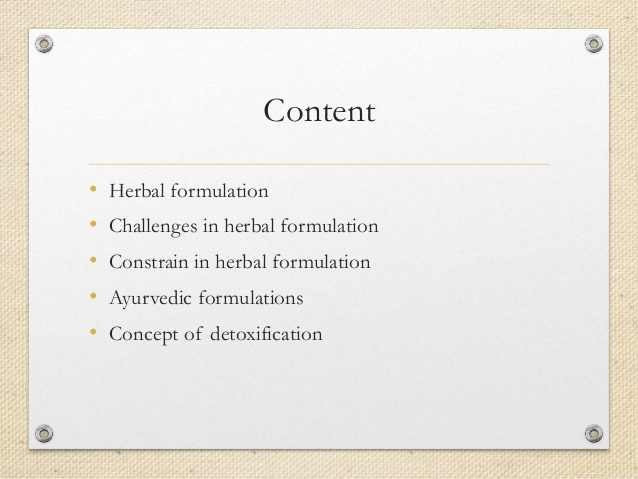 Content
• Herbal formulation
• Challenges in herbal formulation
• Constrain in herbal formulation
• Ayurvedic formulations
• Concept of detoxification